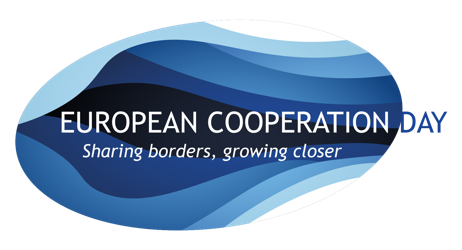 EUROPEAN COOPERATION DAY
Sharing borders, growing closer